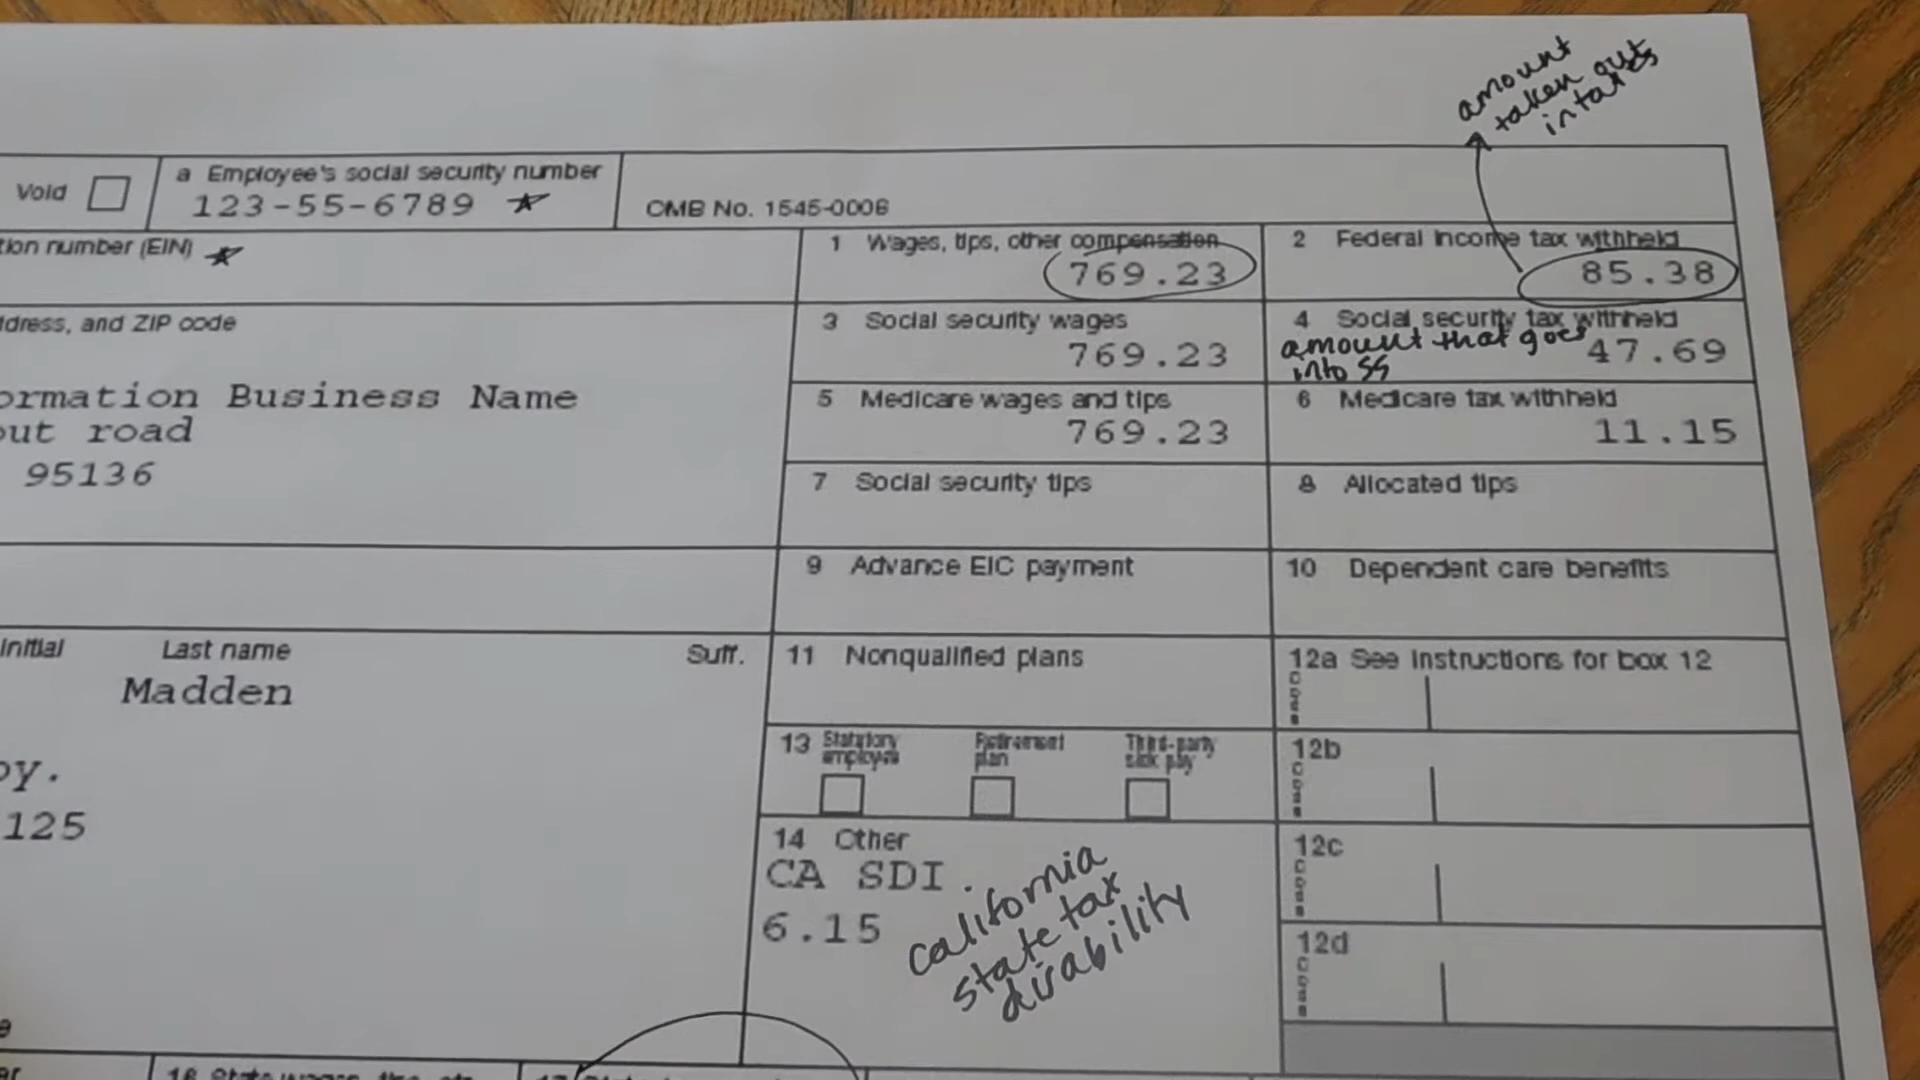 amount
taken out
in taxes
Void
a Employee's social security number
123-55-6789
OMB No. 1545-0008
tion number (EIN)
1 Wages, tips, other compensation
769.23
2 Federal income tax withheld
85.38
ddress, and ZIP code
3 Social security wages
769.23
4 Social security tax withheld
amount that goes
into SS
47.69
ormation Business Name
out road
95136
5 Medicare wages and tips
769.23
6 Medicare tax withheld
11.15
7 Social security tips
8 Allocated tips
9 Advance EIC payment
10 Dependent care benefits
initial Last name Suff.
Madden
11 Nonqualified plans
12a See instructions for box 12
Code
13 Statutory employee
Retirement plan
Third-party sick pay
12b
Code
oy.
125
14 Other
CA SDI
6.15
california
state tax
disability
12c
Code
12d
Code
16 State wages, tips, etc.